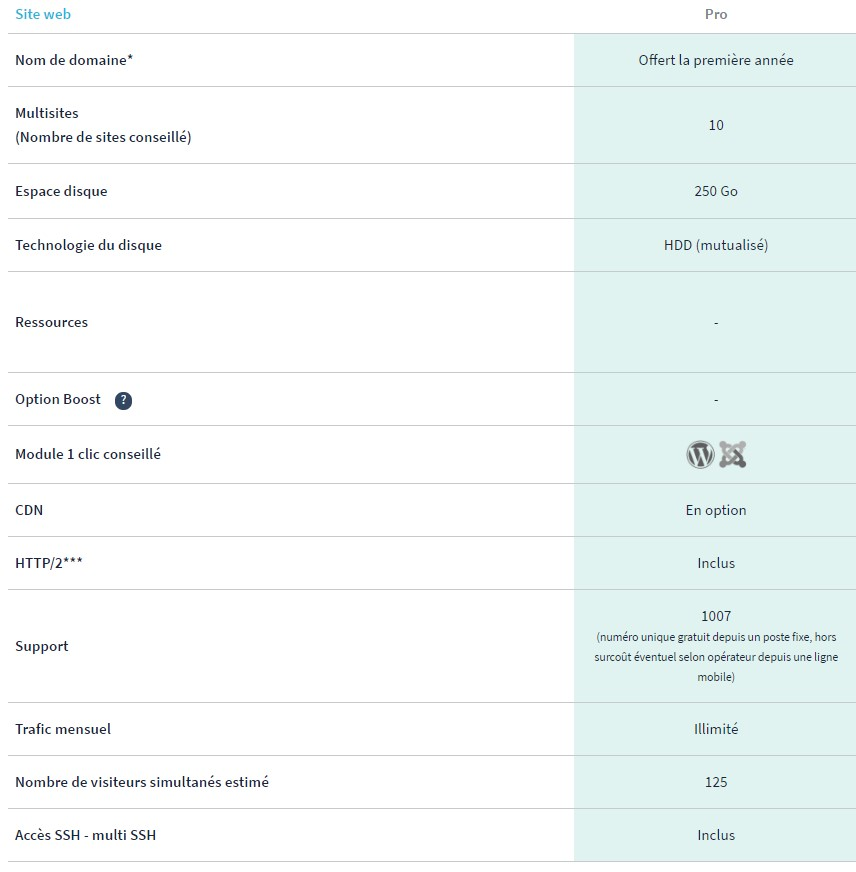 Site web
Pro
Nom de domaine*
Offert la première année
Multisites
(Nombre de sites conseillé)
10
Espace disque
250 Go
Technologie du disque
HDD (mutualisé)
Ressources
-
Option Boost ?
-
Module 1 clic conseillé
CDN
En option
HTTP/2***
Inclus
Support
1007
(numéro unique gratuit depuis un poste fixe, hors
surcoût éventuel selon opérateur depuis une ligne
mobile)
Trafic mensuel
Illimité
Nombre de visiteurs simultanés estimé
125
Accès SSH - multi SSH
Inclus